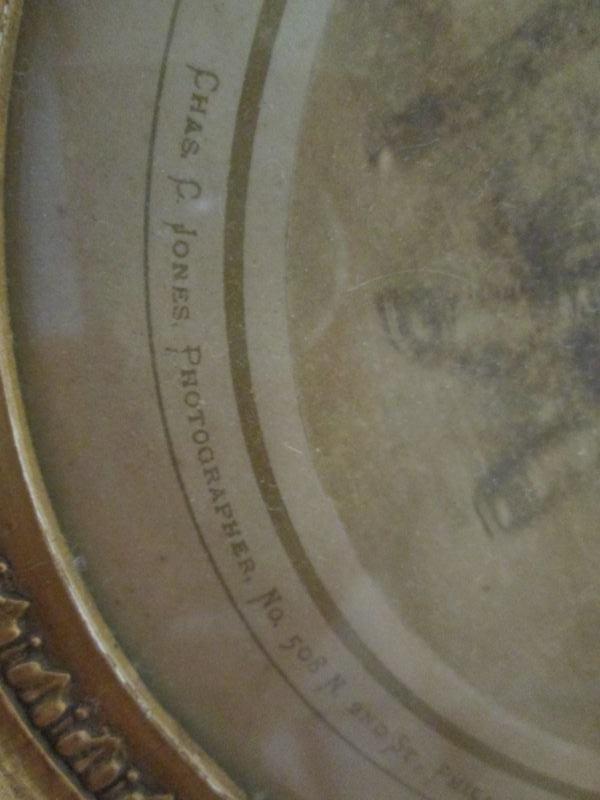 Chas. C. Jones, Photographer, No. 508 N. 2nd St.,